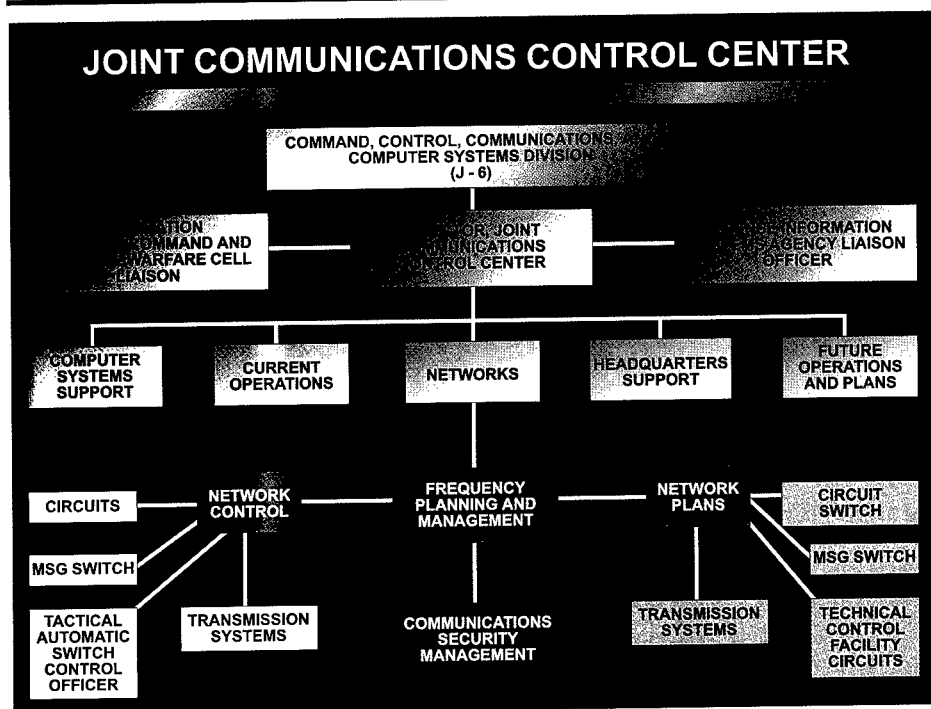 JOINT COMMUNICATIONS CONTROL CENTER
COMMAND, CONTROL, COMMUNICATIONS
COMPUTER SYSTEMS DIVISION
(J - 6)
COMMAND AND
WARFARE CELL
LIAISON
JOINT
CENTER
INFORMATION
AGENCY LIAISON
OFFICER
COMPUTER
SYSTEMS
SUPPORT
CURRENT
OPERATIONS
NETWORKS
HEADQUARTERS
SUPPORT
FUTURE
OPERATIONS
AND PLANS
CIRCUITS
NETWORK
CONTROL
FREQUENCY
PLANNING AND
MANAGEMENT
NETWORK
PLANS
CIRCUIT
SWITCH
MSG SWITCH
MSG SWITCH
TACTICAL
AUTOMATIC
SWITCH
CONTROL
OFFICER
TRANSMISSION
SYSTEMS
COMMUNICATIONS
SECURITY
MANAGEMENT
TRANSMISSION
SYSTEMS
TECHNICAL
CONTROL
FACILITY
CIRCUITS